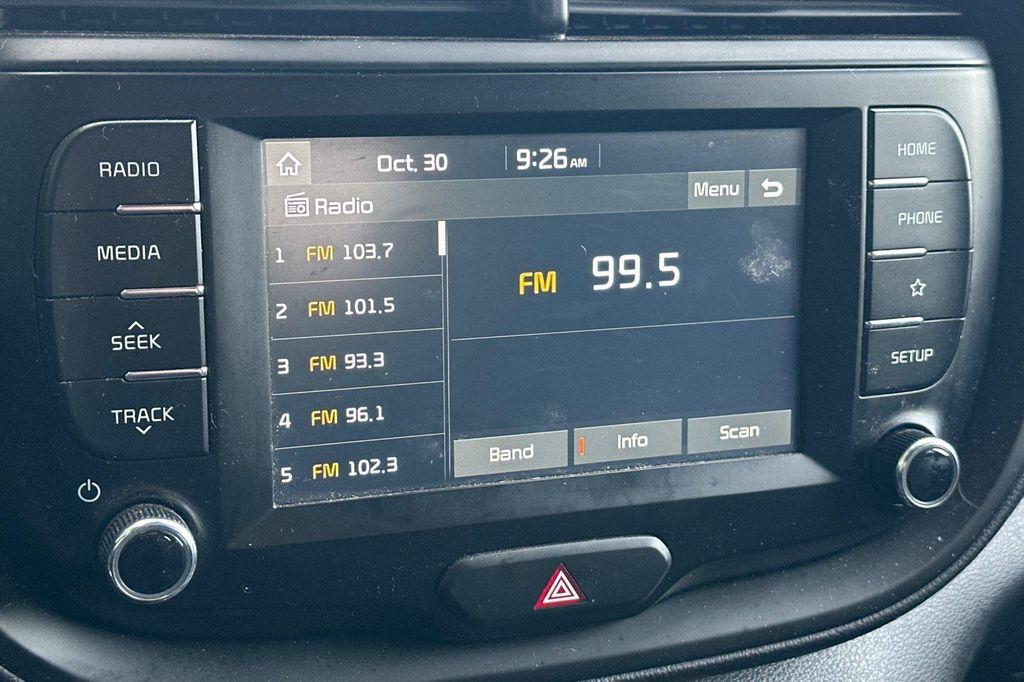 RADIO
MEDIA
SEEK
TRACK
Oct, 30 9:26 AM
Radio Menu
1 FM 103.7
2 FM 101.5
3 FM 93.3
4 FM 96.1
5 FM 102.3
FM 99.5
Band Info Scan
HOME
PHONE
SETUP